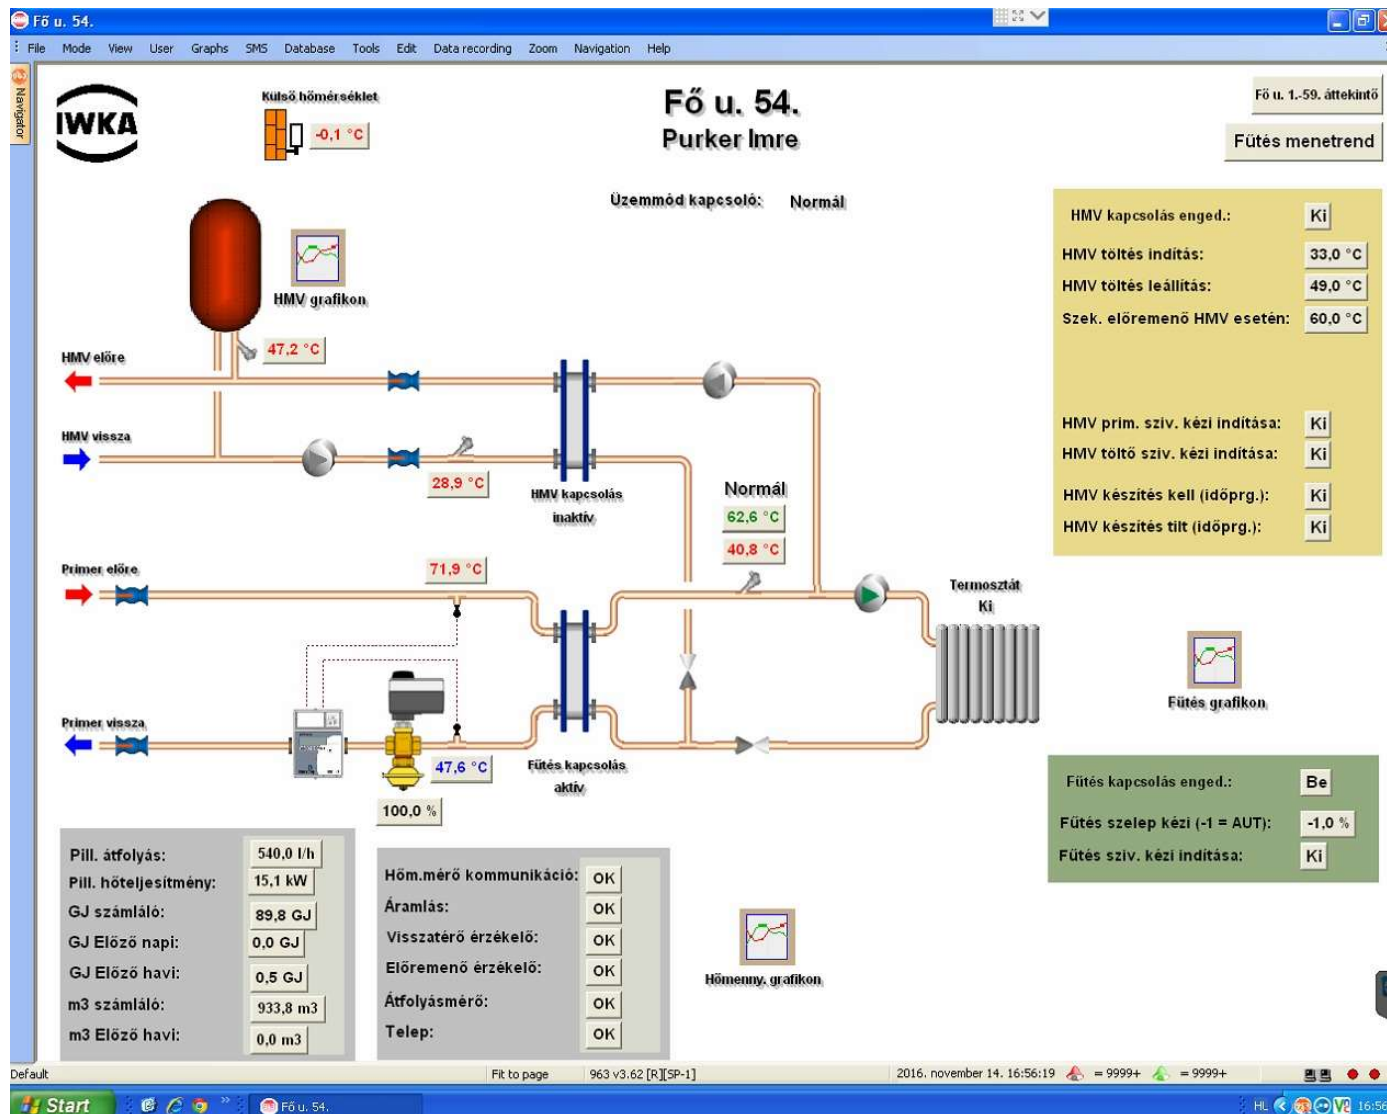 Fő u. 54.
File Mode View User Graphs SMS Database Tools Edit Data recording Zoom Navigation Help
Navigator
IWKA
Külső hőmérséklet
-0,1 °C
Fő u. 54.
Purker Imre
Fő u. 1.-59. áttekintő
Fűtés menetrend
Üzemmód kapcsoló: Normál
HMV grafikon
47,2 °C
HMV előre
HMV vissza
28,9 °C
HMV kapcsolás
inaktív
Normál
62,6 °C
40,8 °C
Primer előre
71,9 °C
Termosztát
Ki
Primer vissza
47,6 °C
100,0 %
Fűtés kapcsolás
aktív
HMV kapcsolás enged.: Ki
HMV töltés indítás: 33,0 °C
HMV töltés leállítás: 49,0 °C
Szek. előremenő HMV esetén: 60,0 °C
HMV prim. sziv. kézi indítása: Ki
HMV töltő sziv. kézi indítása: Ki
HMV készítés kell (időprg.): Ki
HMV készítés tilt (időprg.): Ki
Fűtés grafikon
Fűtés kapcsolás enged.: Be
Fűtés szelep kézi (-1 = AUT): -1,0 %
Fűtés sziv. kézi indítása: Ki
Pill. átfolyás: 540,0 l/h
Pill. hőteljesítmény: 15,1 kW
GJ számláló: 89,8 GJ
GJ Előző napi: 0,0 GJ
GJ Előző havi: 0,5 GJ
m3 számláló: 933,8 m3
m3 Előző havi: 0,0 m3
Hőm.mérő kommunikáció: OK
Áramlás: OK
Visszatérő érzékelő: OK
Előremenő érzékelő: OK
Átfolyásmérő: OK
Telep: OK
Hőmenny. grafikon
Default Fit to page 963 v3.62 [R][SP-1] 2016. november 14. 16:56:19 = 9999+ = 9999+
Start Fő u. 54. HL 16:56